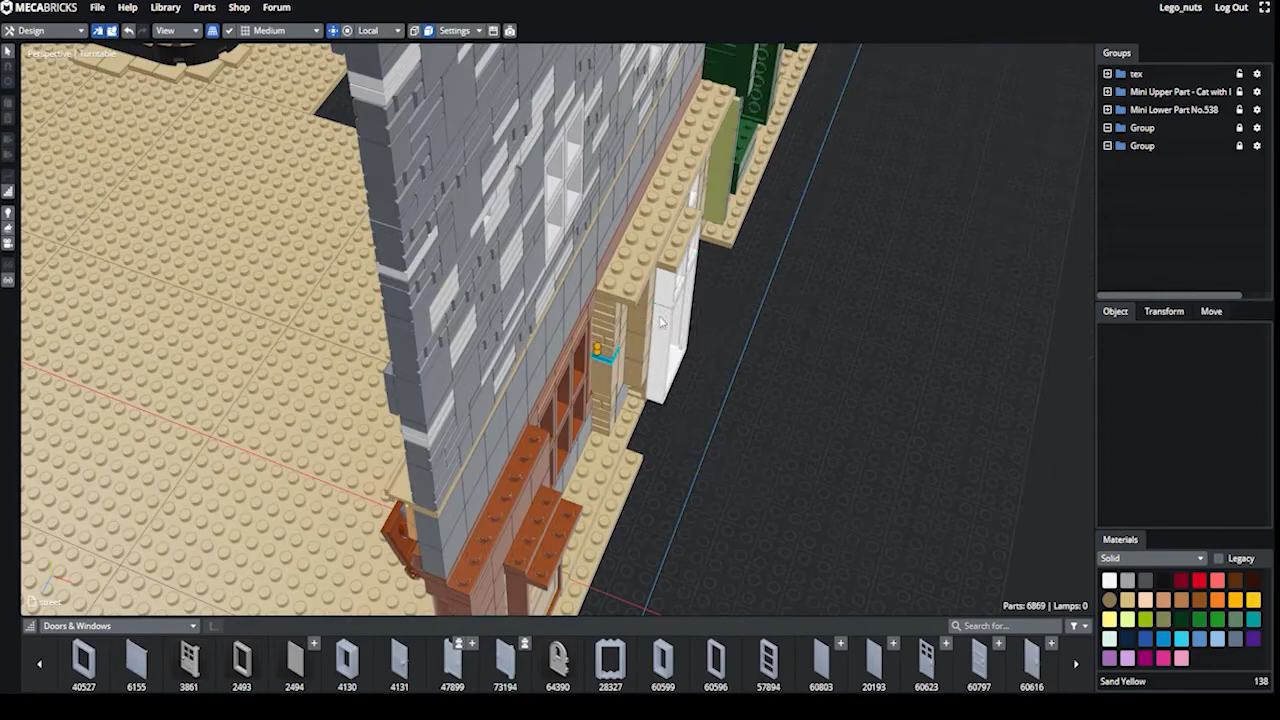 MECABRICKS File Help Library Parts Shop Forum Lego_nuts Log Out
Design View Medium Local Settings
Perspective / Turntable
Groups
tex
Mini Upper Part - Cat with I
Mini Lower Part No.538
Group
Group
Object Transform Move
Materials
Solid Legacy
street
Parts: 6869 | Lamps: 0
Doors & Windows Search for...
40527 6155 3861 2493 2494 4130 4131 47899 73194 64390 28327 60599 60596 57894 60803 20193 60623 60797 60616
Sand Yellow 138